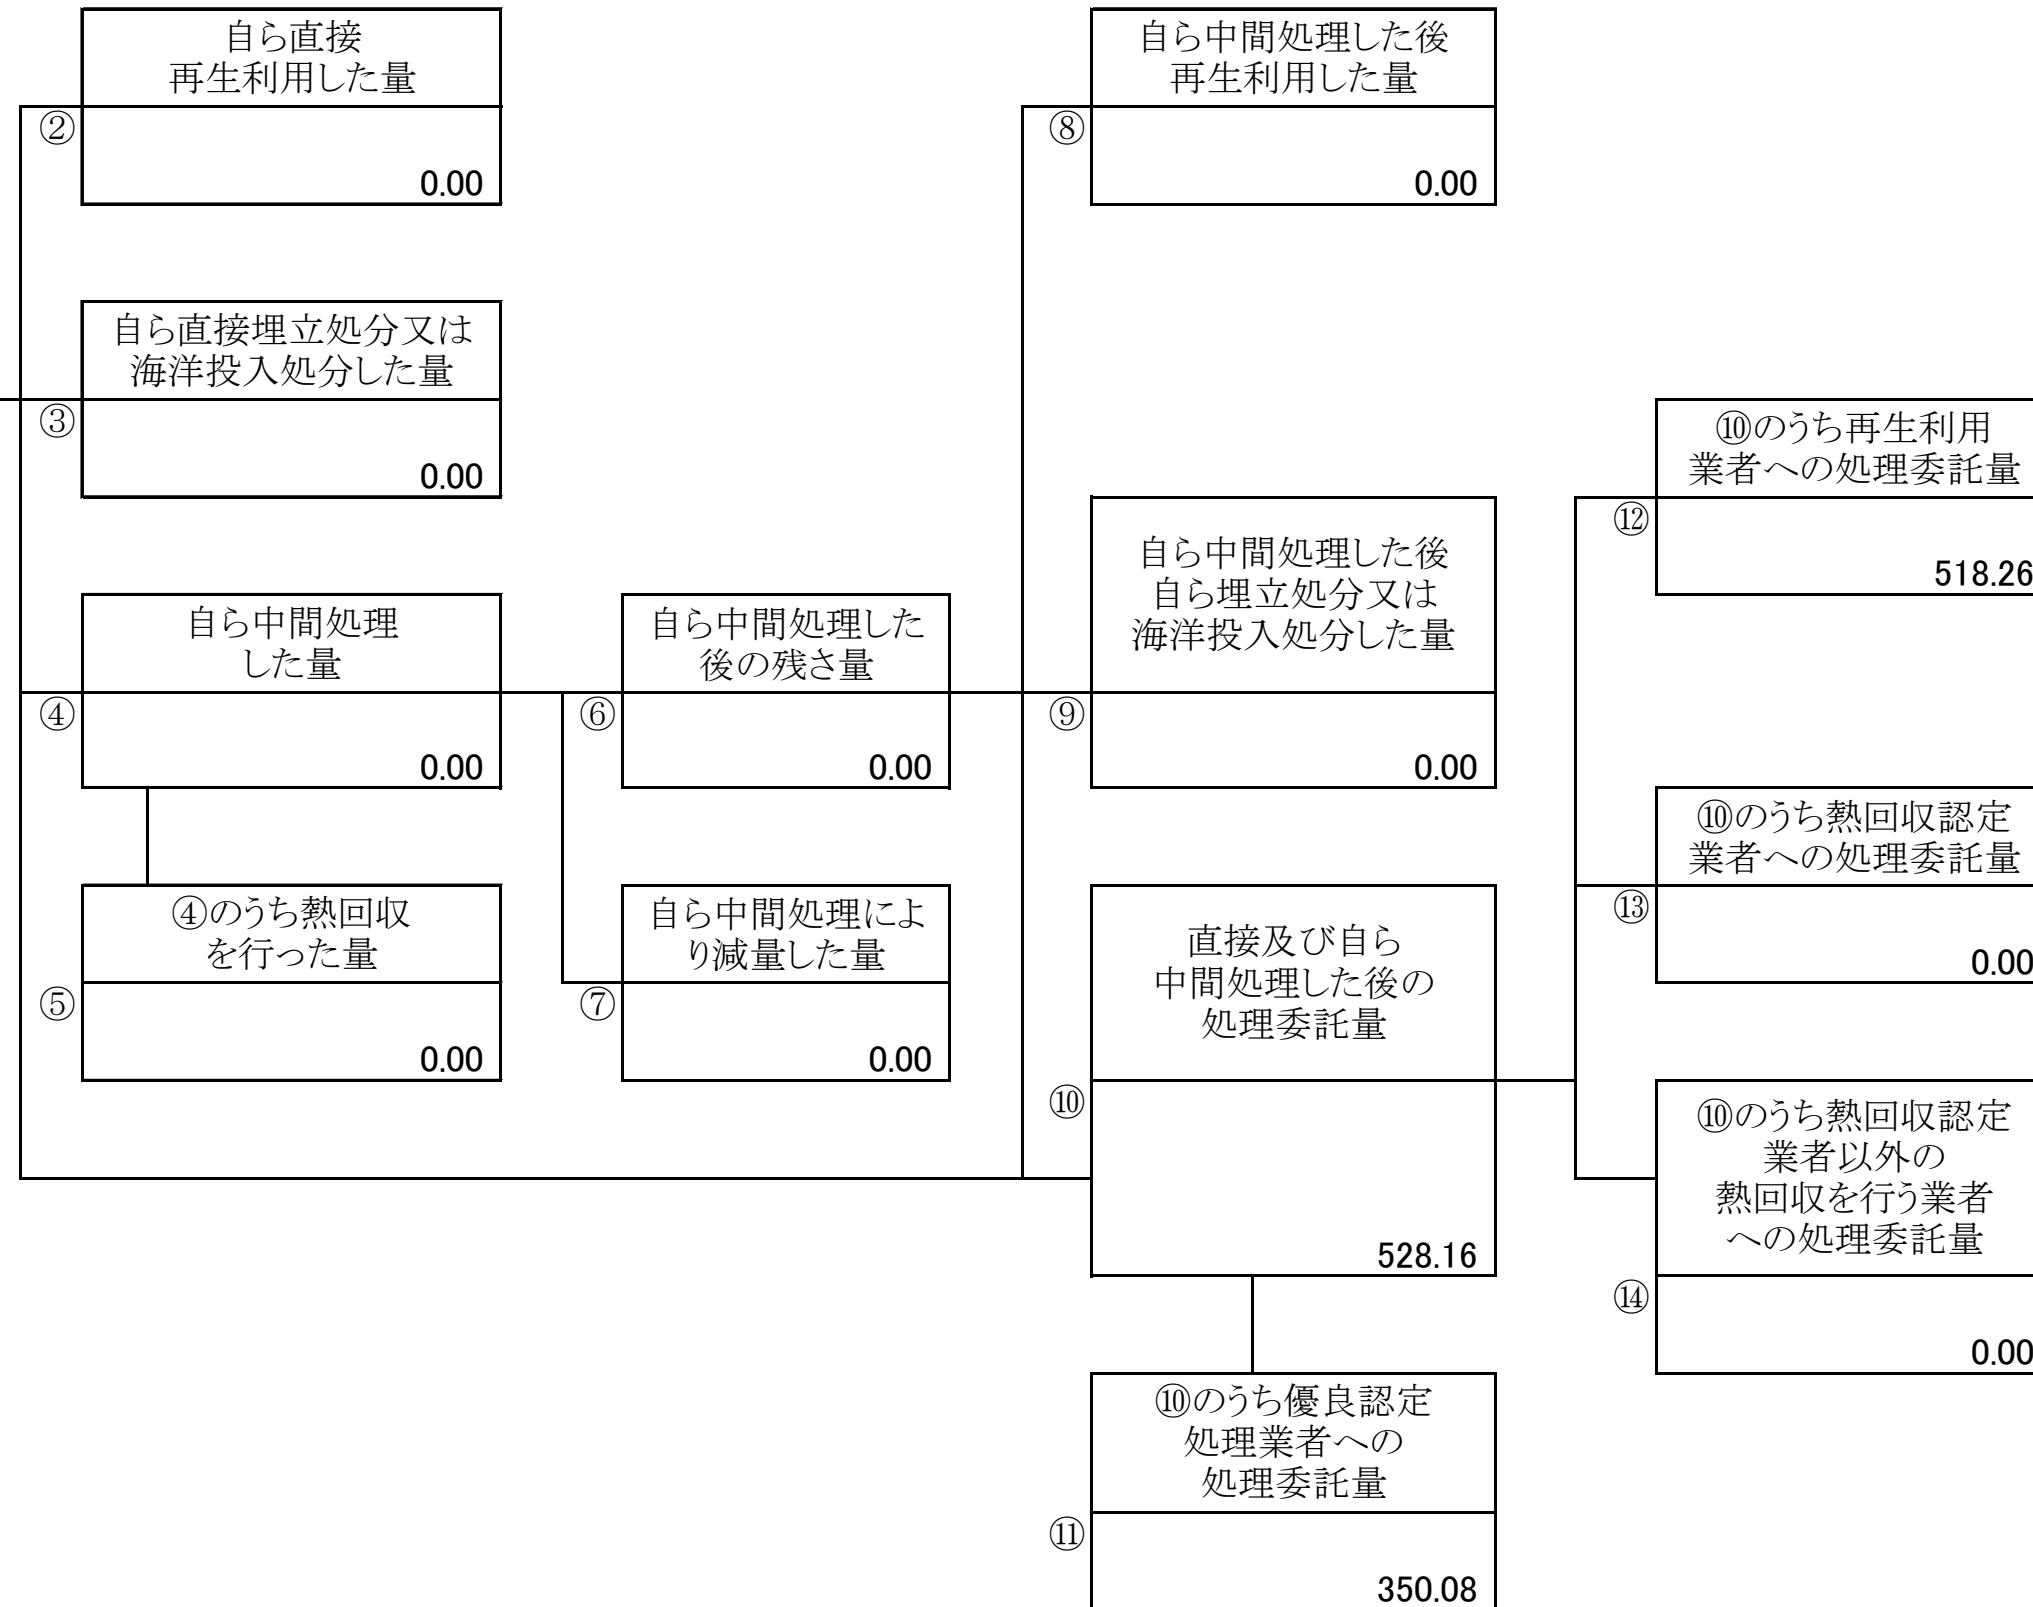 自ら直接
再生利用した量
②
0.00
自ら中間処理した後
再生利用した量
⑧
0.00
自ら直接埋立処分又は
海洋投入処分した量
③
0.00
⑩のうち再生利用
業者への処理委託量
⑫
518.26
自ら中間処理した後
自ら埋立処分又は
海洋投入処分した量
⑨
0.00
自ら中間処理
した量
④
0.00
自ら中間処理した
後の残さ量
⑥
0.00
⑩のうち熱回収認定
業者への処理委託量
⑬
0.00
④のうち熱回収
を行った量
⑤
0.00
自ら中間処理によ
り減量した量
⑦
0.00
直接及び自ら
中間処理した後の
処理委託量
⑩
528.16
⑩のうち熱回収認定
業者以外の
熱回収を行う業者
への処理委託量
⑭
0.00
⑩のうち優良認定
処理業者への
処理委託量
⑪
350.08